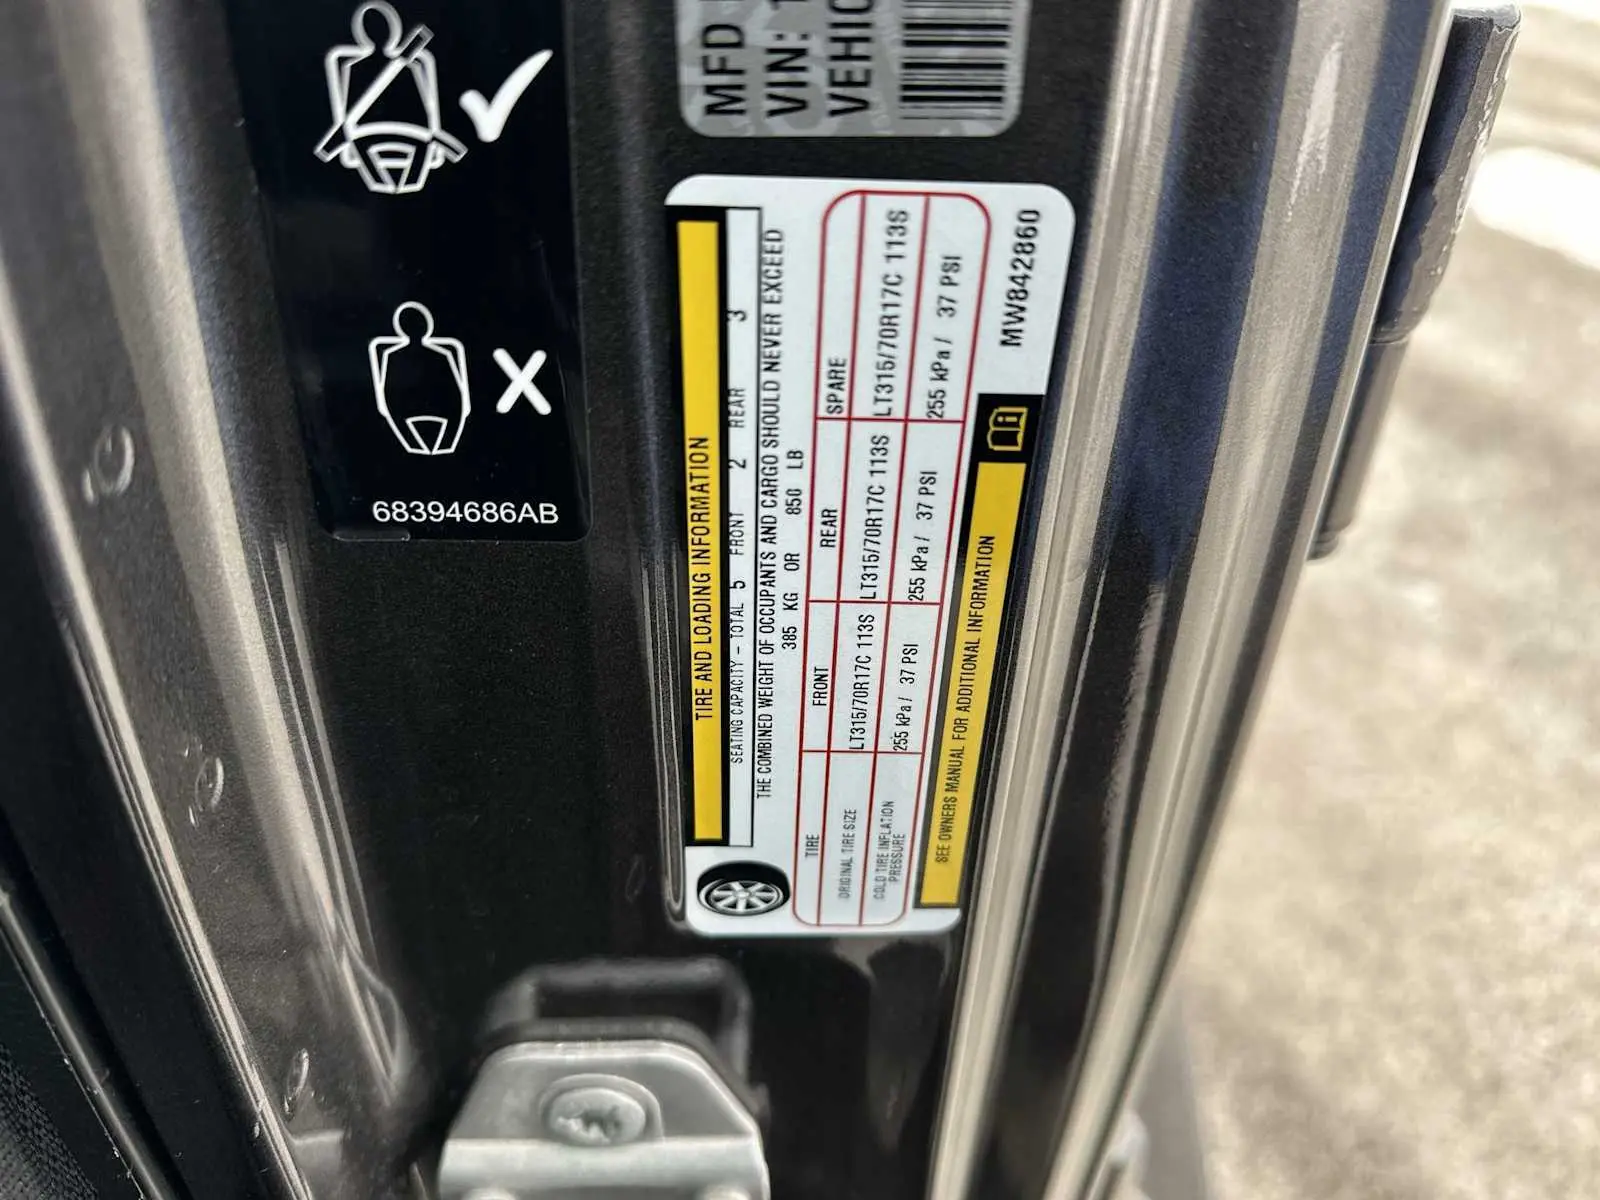 MFD
VIN: 1
VEHIC
68394686AB
TIRE AND LOADING INFORMATION
SEATING CAPACITY - TOTAL 5 FRONT 2 REAR 3
THE COMBINED WEIGHT OF OCCUPANTS AND CARGO SHOULD NEVER EXCEED
385 KG OR 850 LB
TIRE FRONT REAR SPARE
ORIGINAL TIRE SIZE LT315/70R17C 113S LT315/70R17C 113S LT315/70R17C 113S
COLD TIRE INFLATION
PRESSURE 255 kPa/ 37 PSI 255 kPa/ 37 PSI 255 kPa/ 37 PSI
SEE OWNERS MANUAL FOR ADDITIONAL INFORMATION
MW842860